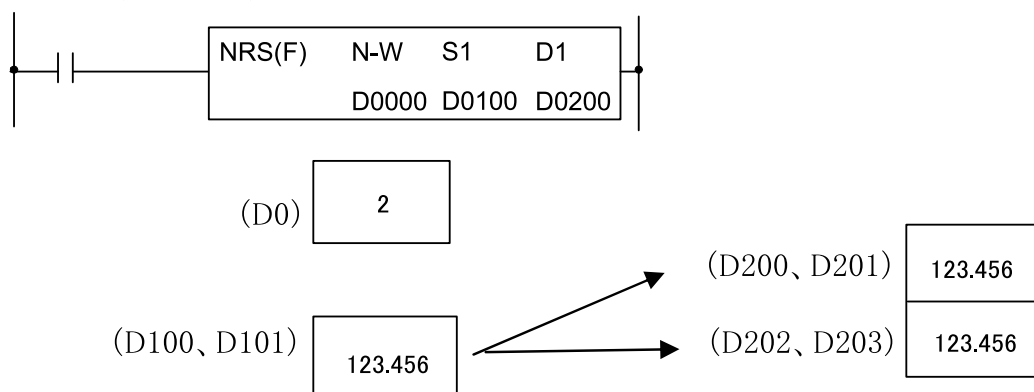 NRS(F) N-W S1 D1
D0000 D0100 D0200
(D0) 2
(D200、D201) 123.456
(D100、D101) 123.456
(D202、D203) 123.456